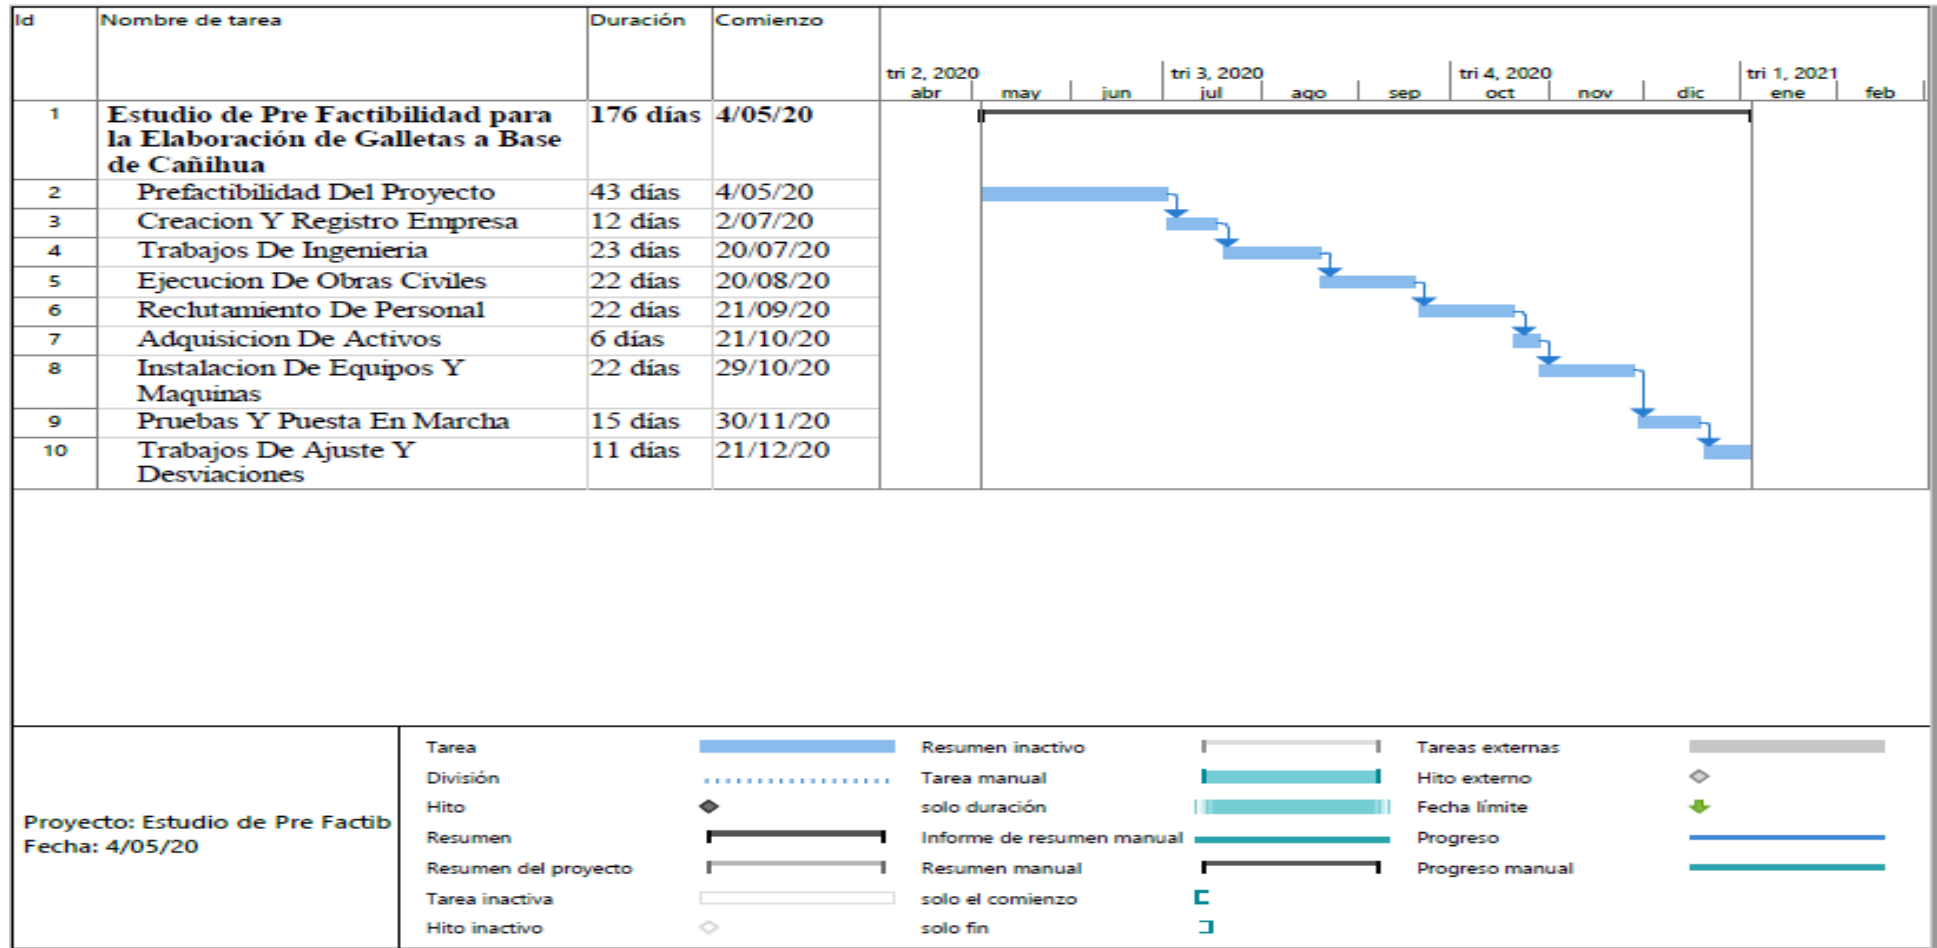 Id Nombre de tarea Duración Comienzo
tri 2, 2020 tri 3, 2020 tri 4, 2020 tri 1, 2021
abr may jun jul ago sep oct nov dic ene feb
1 Estudio de Pre Factibilidad para 176 días 4/05/20
la Elaboración de Galletas a Base
de Cañihua
2 Prefactibilidad Del Proyecto 43 días 4/05/20
3 Creacion Y Registro Empresa 12 días 2/07/20
4 Trabajos De Ingenieria 23 días 20/07/20
5 Ejecucion De Obras Civiles 22 días 20/08/20
6 Reclutamiento De Personal 22 días 21/09/20
7 Adquisicion De Activos 6 días 21/10/20
8 Instalacion De Equipos Y 22 días 29/10/20
Maquinas
9 Pruebas Y Puesta En Marcha 15 días 30/11/20
10 Trabajos De Ajuste Y 11 días 21/12/20
Desviaciones
Proyecto: Estudio de Pre Factib
Fecha: 4/05/20
Tarea
División
Hito
Resumen
Resumen del proyecto
Tarea inactiva
Hito inactivo
Resumen inactivo
Tarea manual
solo duración
Informe de resumen manual
Resumen manual
solo el comienzo
solo fin
Tareas externas
Hito externo
Fecha límite
Progreso
Progreso manual